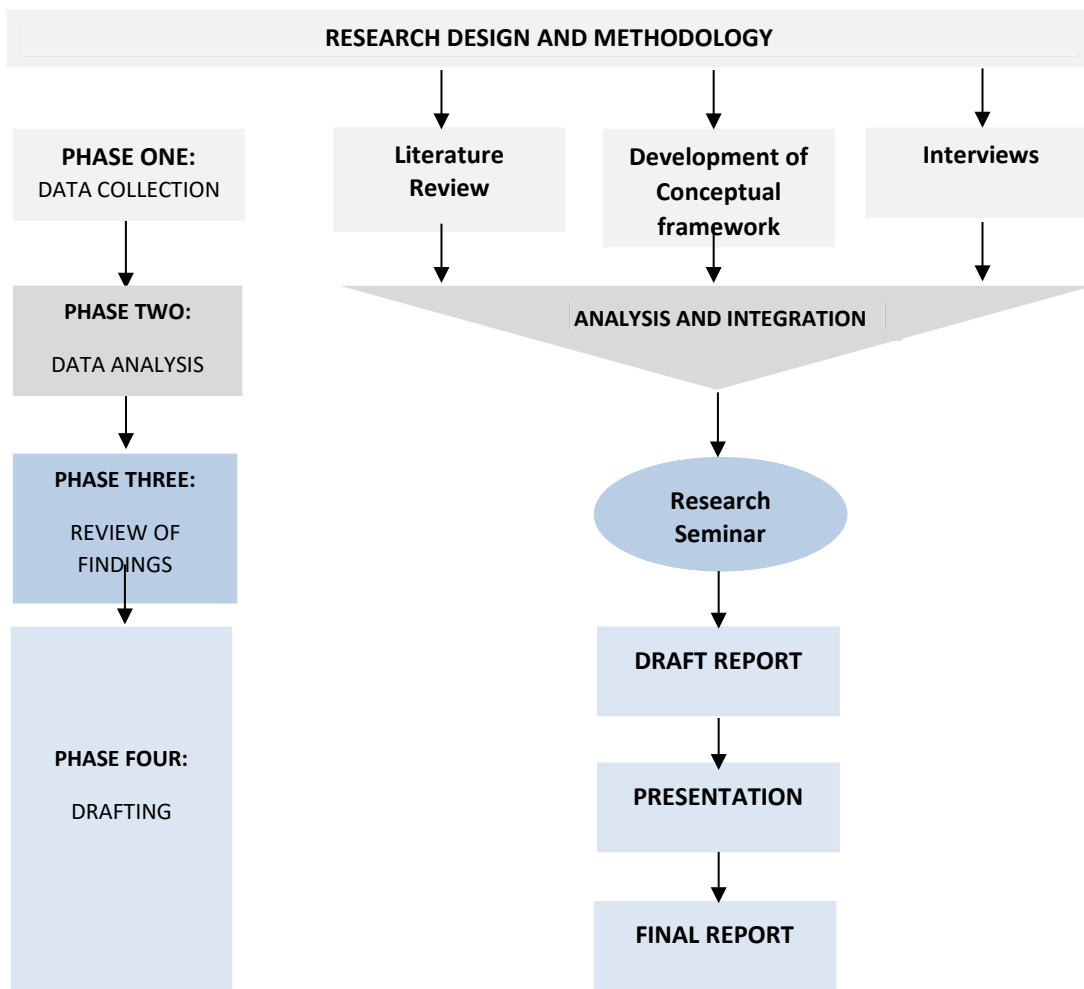 RESEARCH DESIGN AND METHODOLOGY
PHASE ONE:
DATA COLLECTION
Literature
Review
Development of
Conceptual
framework
Interviews
PHASE TWO:
DATA ANALYSIS
ANALYSIS AND INTEGRATION
PHASE THREE:
REVIEW OF
FINDINGS
Research
Seminar
PHASE FOUR:
DRAFTING
DRAFT REPORT
PRESENTATION
FINAL REPORT